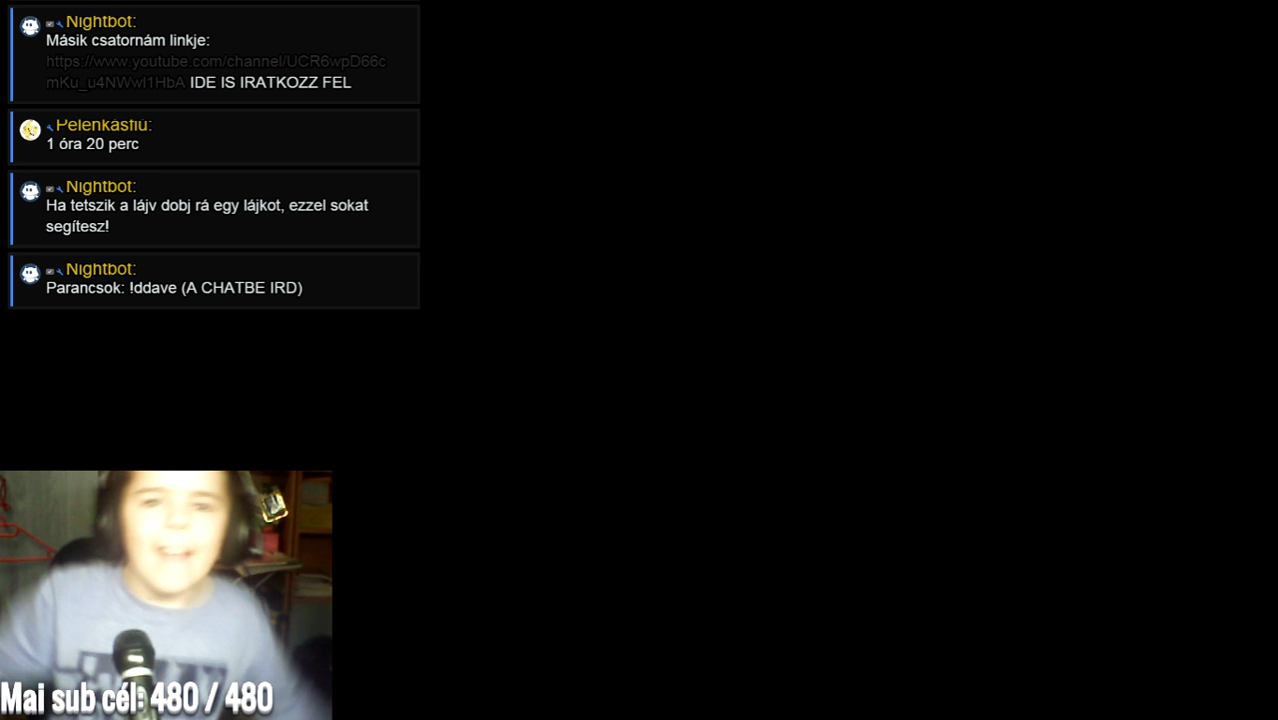 Nightbot:
Másik csatornám linkje:
https://www.youtube.com/channel/UCR6wpD66c
mKu_u4NWwI1HbA IDE IS IRATKOZZ FEL
Pelenkásfiú:
1 óra 20 perc
Nightbot:
Ha tetszik a lájv dobj rá egy lájkot, ezzel sokat
segítesz!
Nightbot:
Parancsok: !ddave (A CHATBE IRD)
Mai sub cél: 480 / 480